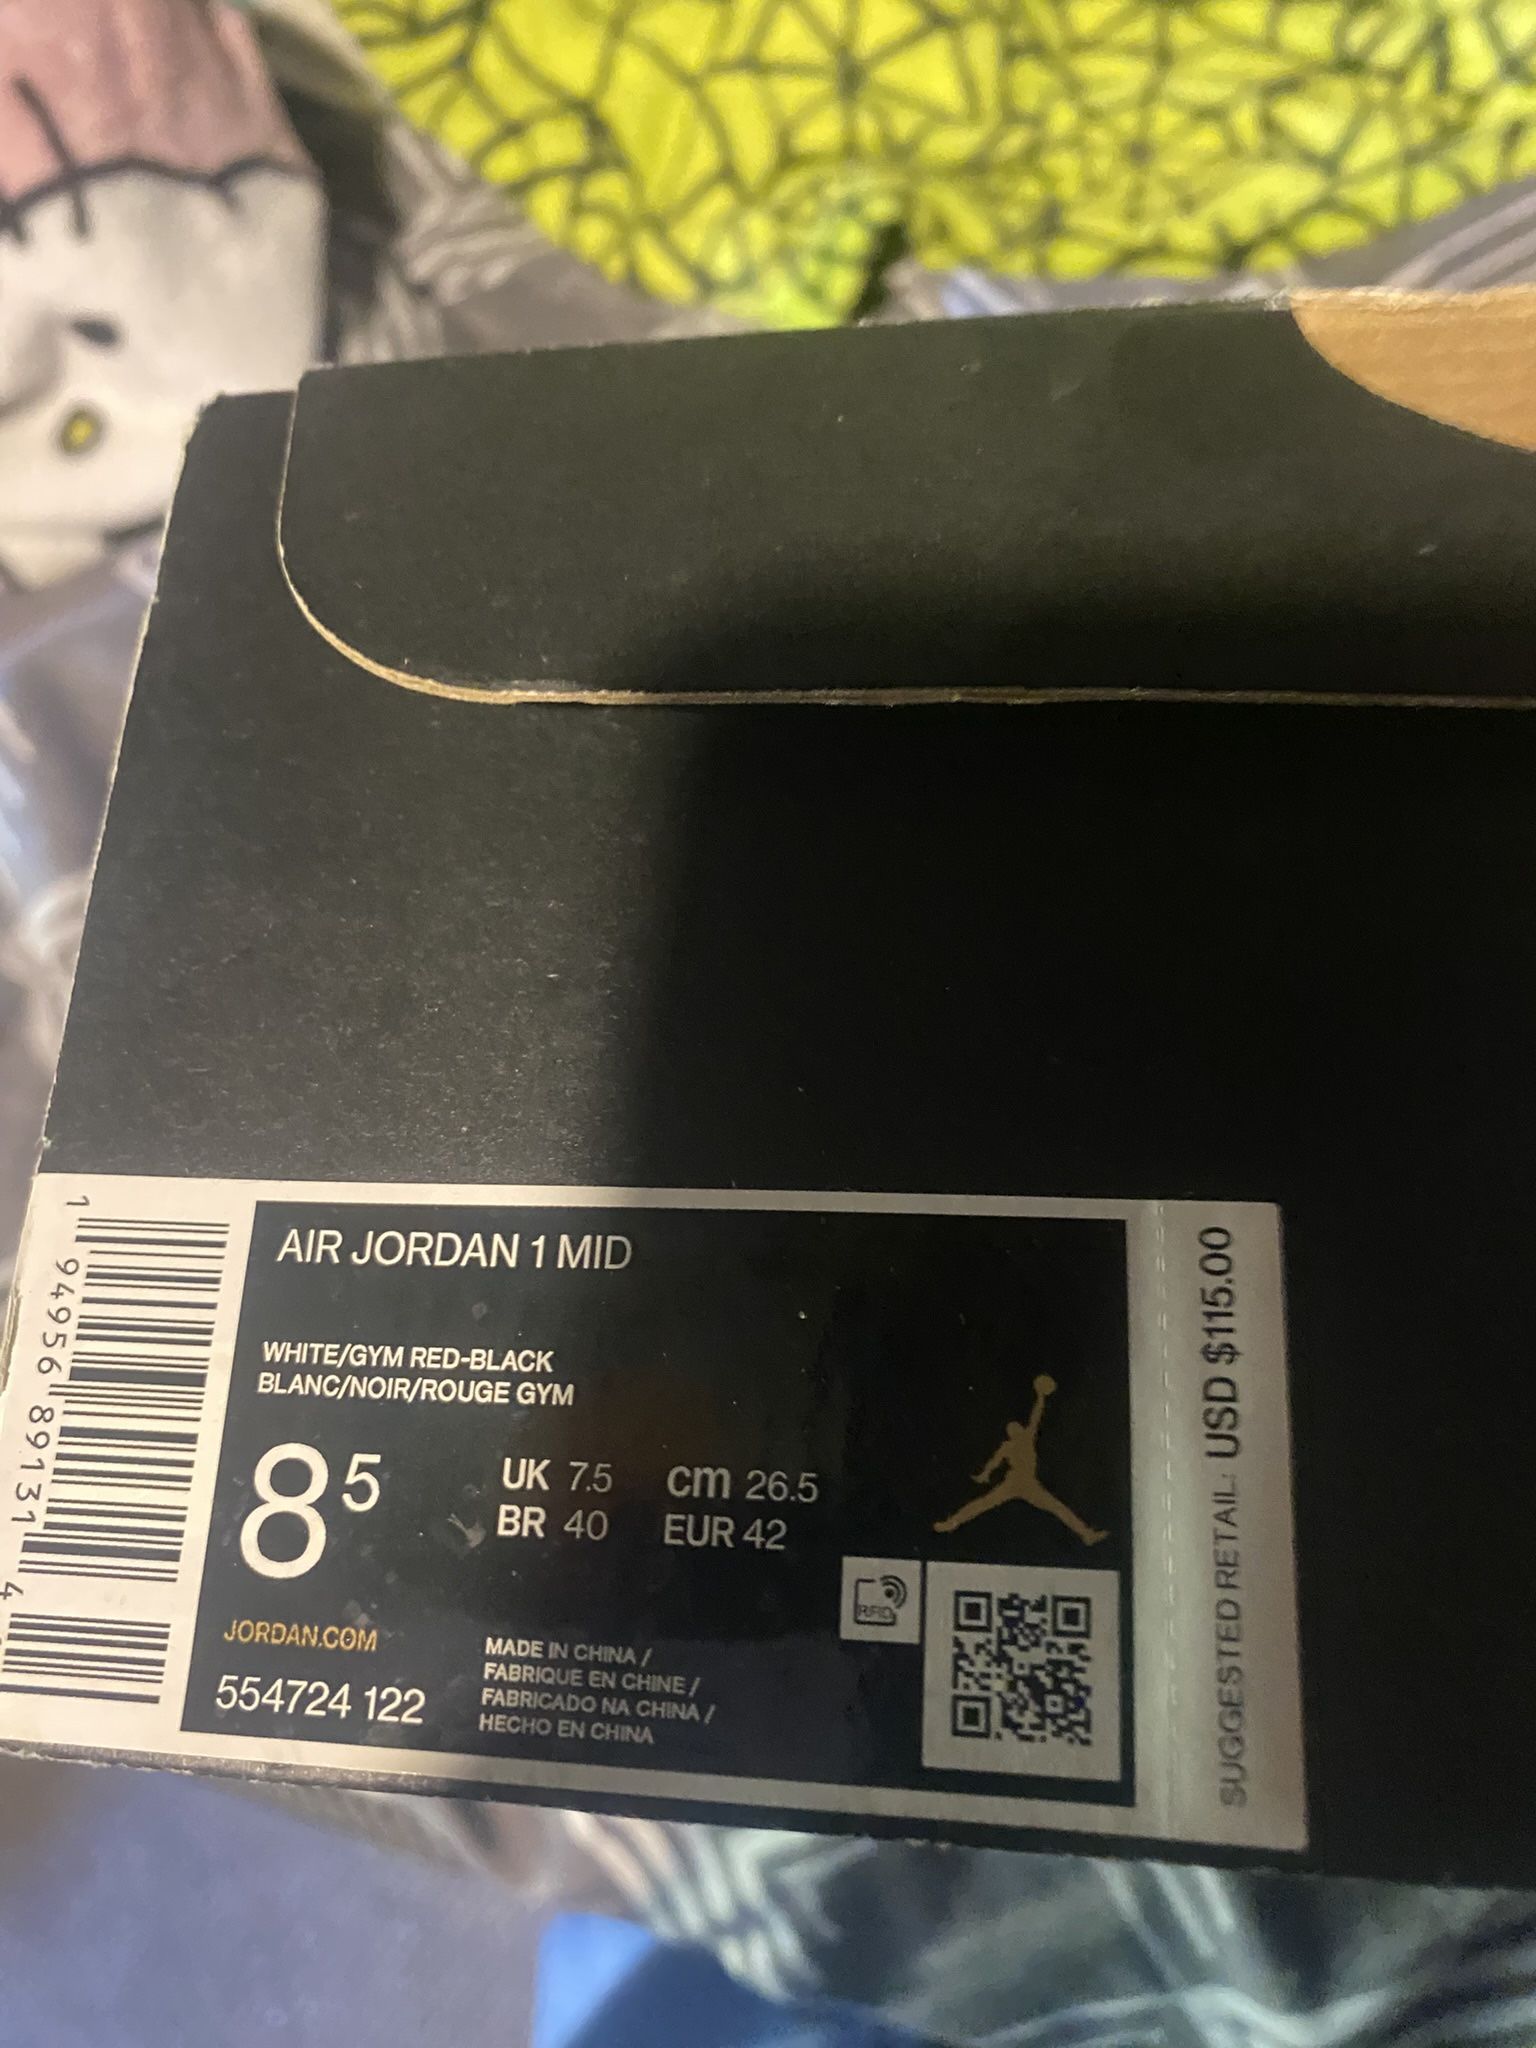 AIR JORDAN 1 MID
WHITE/GYM RED-BLACK
BLANC/NOIR/ROUGE GYM
8 5
UK 7.5 cm 26.5
BR 40 EUR 42
RFID
JORDAN.COM
554724 122
MADE IN CHINA /
FABRIQUE EN CHINE /
FABRICADO NA CHINA /
HECHO EN CHINA
1 94956 89131 4
SUGGESTED RETAIL: USD $115.00